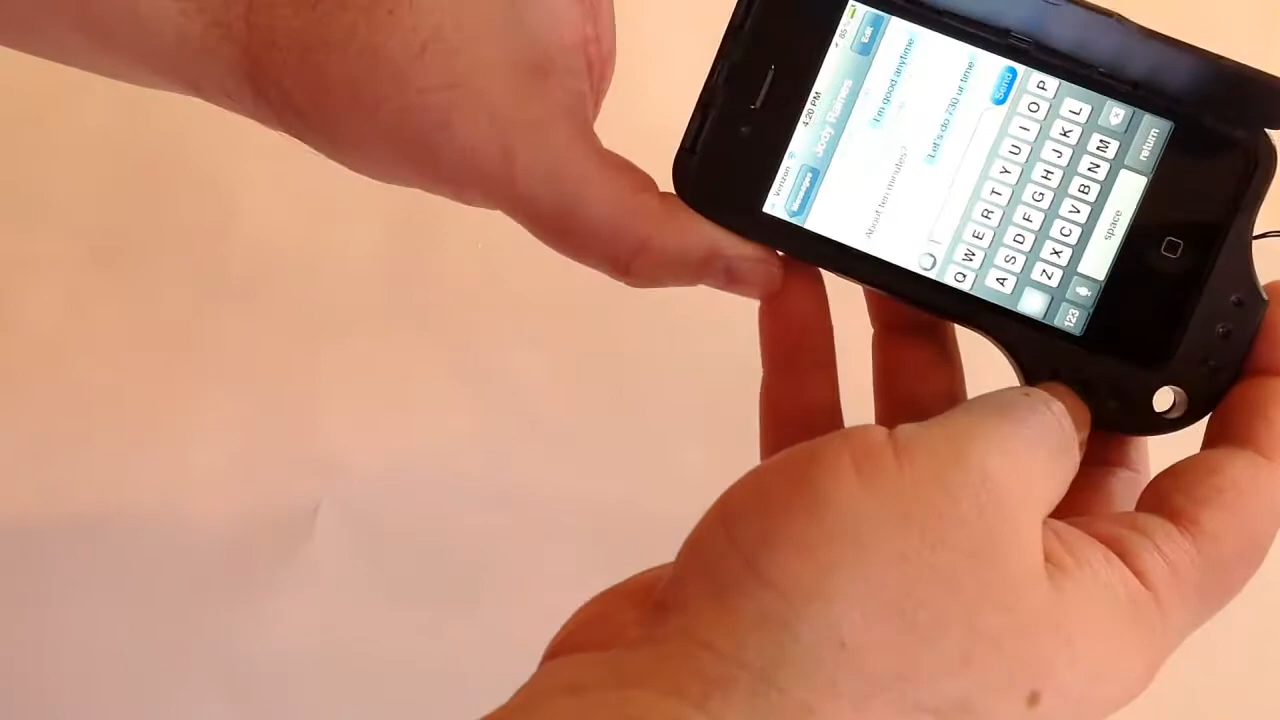 Verizon 4:20 PM 85%
Messages Jody Raines Edit
I'm good anytime
Let's do 730 ur time
About ten minutes?
Send
Q W E R T Y U I O P
A S D F G H J K L
Z X C V B N M
123 space return